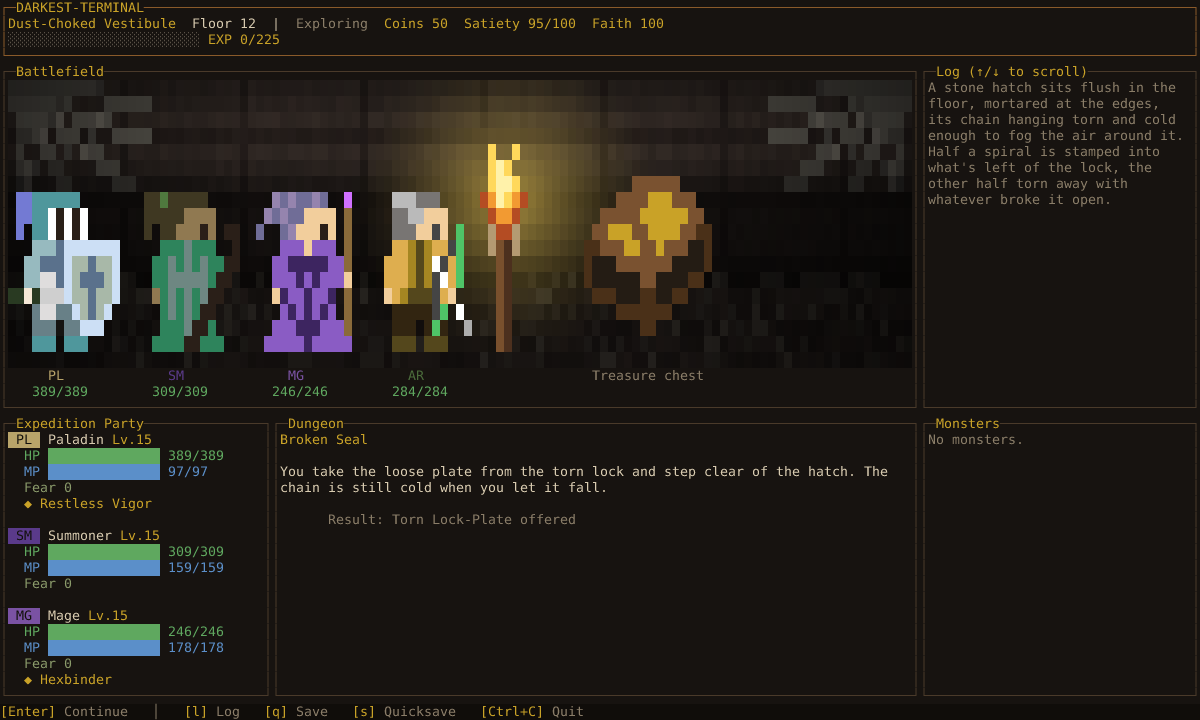 DARKEST-TERMINAL
Dust-Choked Vestibule Floor 12 | Exploring Coins 50 Satiety 95/100 Faith 100
EXP 0/225
Battlefield
PL SM MG AR Treasure chest
389/389 309/309 246/246 284/284
Log (↑/↓ to scroll)
A stone hatch sits flush in the
floor, mortared at the edges,
its chain hanging torn and cold
enough to fog the air around it.
Half a spiral is stamped into
what's left of the lock, the
other half torn away with
whatever broke it open.
Expedition Party
PL Paladin Lv.15
HP 389/389
MP 97/97
Fear 0
◆ Restless Vigor
SM Summoner Lv.15
HP 309/309
MP 159/159
Fear 0
MG Mage Lv.15
HP 246/246
MP 178/178
Fear 0
◆ Hexbinder
Dungeon
Broken Seal
You take the loose plate from the torn lock and step clear of the hatch. The
chain is still cold when you let it fall.
Result: Torn Lock-Plate offered
Monsters
No monsters.
[Enter] Continue │ [l] Log [q] Save [s] Quicksave [Ctrl+C] Quit